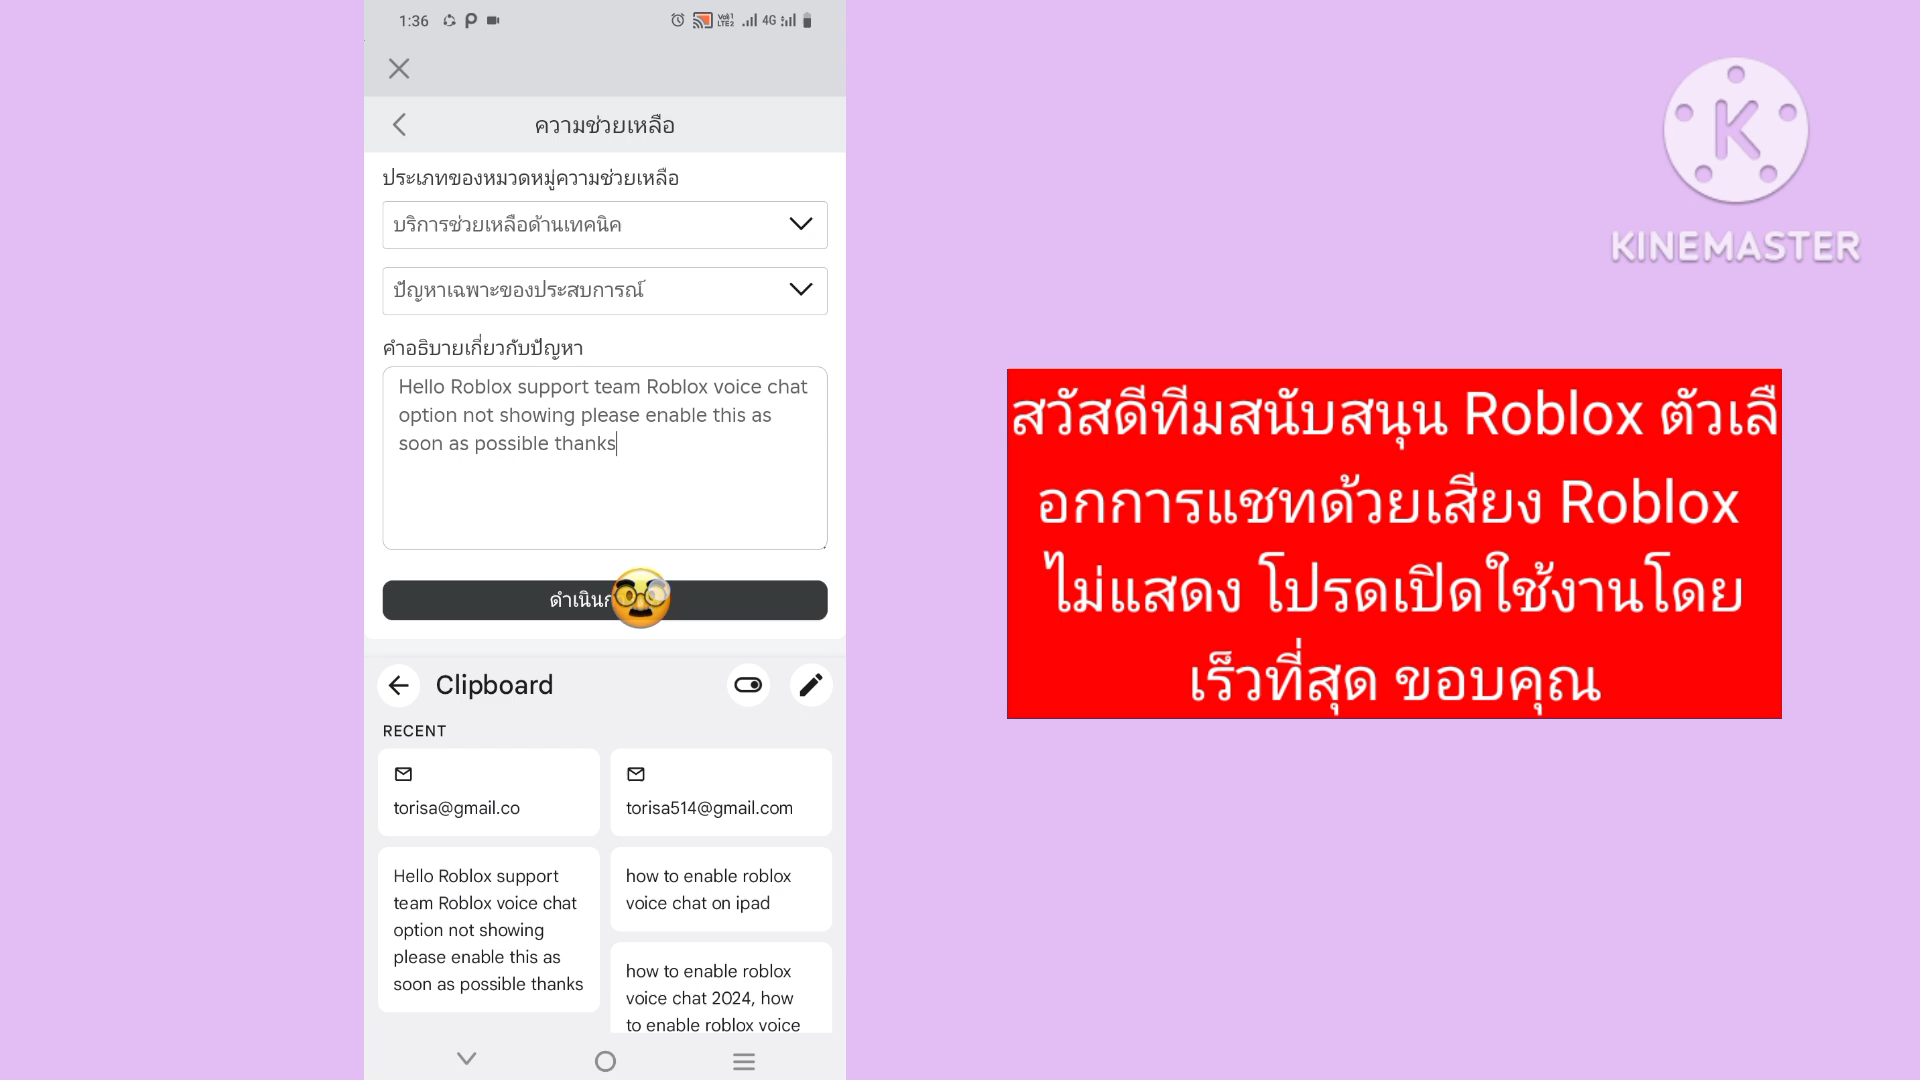 1:36
VoI1 LTE2 4G
ความช่วยเหลือ
ประเภทของหมวดหมู่ความช่วยเหลือ
บริการช่วยเหลือด้านเทคนิค
ปัญหาเฉพาะของประสบการณ์
คำอธิบายเกี่ยวกับปัญหา
Hello Roblox support team Roblox voice chat
option not showing please enable this as
soon as possible thanks
ดำเนินก
Clipboard
RECENT
torisa@gmail.co
torisa514@gmail.com
Hello Roblox support
team Roblox voice chat
option not showing
please enable this as
soon as possible thanks
how to enable roblox
voice chat on ipad
how to enable roblox
voice chat 2024, how
to enable roblox voice
K
KINEMASTER
สวัสดีทีมสนับสนุน Roblox ตัวเลื
อกการแชทด้วยเสียง Roblox
ไม่แสดง โปรดเปิดใช้งานโดย
เร็วที่สุด ขอบคุณ